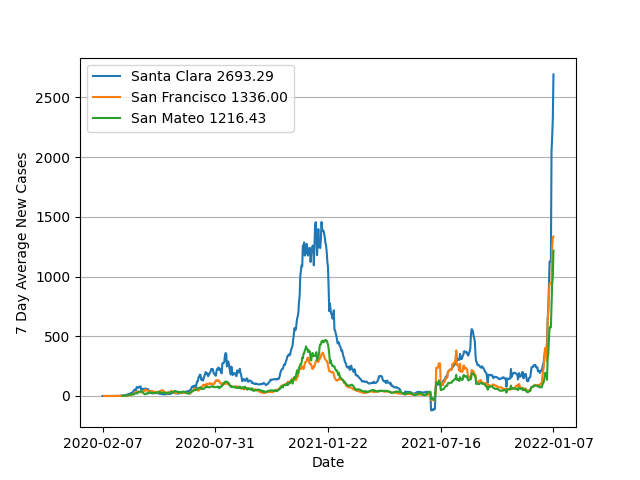 Santa Clara 2693.29
San Francisco 1336.00
San Mateo 1216.43
2500
2000
1500
1000
500
0
7 Day Average New Cases
2020-02-07 2020-07-31 2021-01-22 2021-07-16 2022-01-07
Date